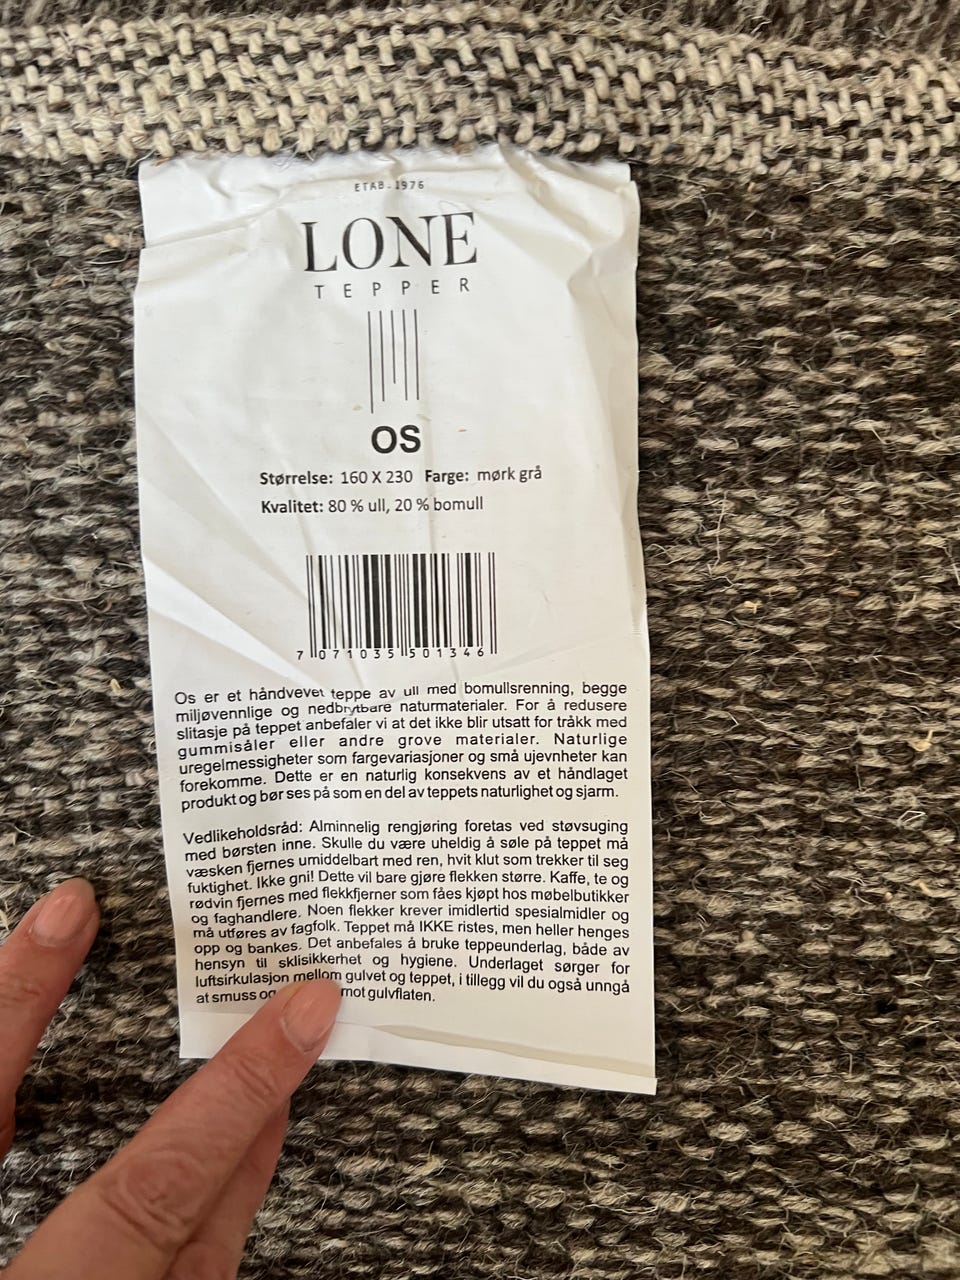 ETAB. 1976
LONE
TEPPER
OS
Størrelse: 160 X 230 Farge: mørk grå
Kvalitet: 80 % ull, 20 % bomull
7 071035 501346
Os er et håndvevet teppe av ull med bomullsrenning, begge
miljøvennlige og nedbrytbare naturmaterialer. For å redusere
slitasje på teppet anbefaler vi at det ikke blir utsatt for tråkk med
gummisåler eller andre grove materialer. Naturlige
uregelmessigheter som fargevariasjoner og små ujevnheter kan
forekomme. Dette er en naturlig konsekvens av et håndlaget
produkt og bør ses på som en del av teppets naturlighet og sjarm.
Vedlikeholdsråd: Alminnelig rengjøring foretas ved støvsuging
med børsten inne. Skulle du være uheldig å søle på teppet må
væsken fjernes umiddelbart med ren, hvit klut som trekker til seg
fuktighet. Ikke gni! Dette vil bare gjøre flekken større. Kaffe, te og
rødvin fjernes med flekkfjerner som fåes kjøpt hos møbelbutikker
og faghandlere. Noen flekker krever imidlertid spesialmidler og
må utføres av fagfolk. Teppet må IKKE ristes, men heller henges
opp og bankes. Det anbefales å bruke teppeunderlag, både av
hensyn til sklisikkerhet og hygiene. Underlaget sørger for
luftsirkulasjon mellom gulvet og teppet, i tillegg vil du også unngå
at smuss og mot gulvflaten.